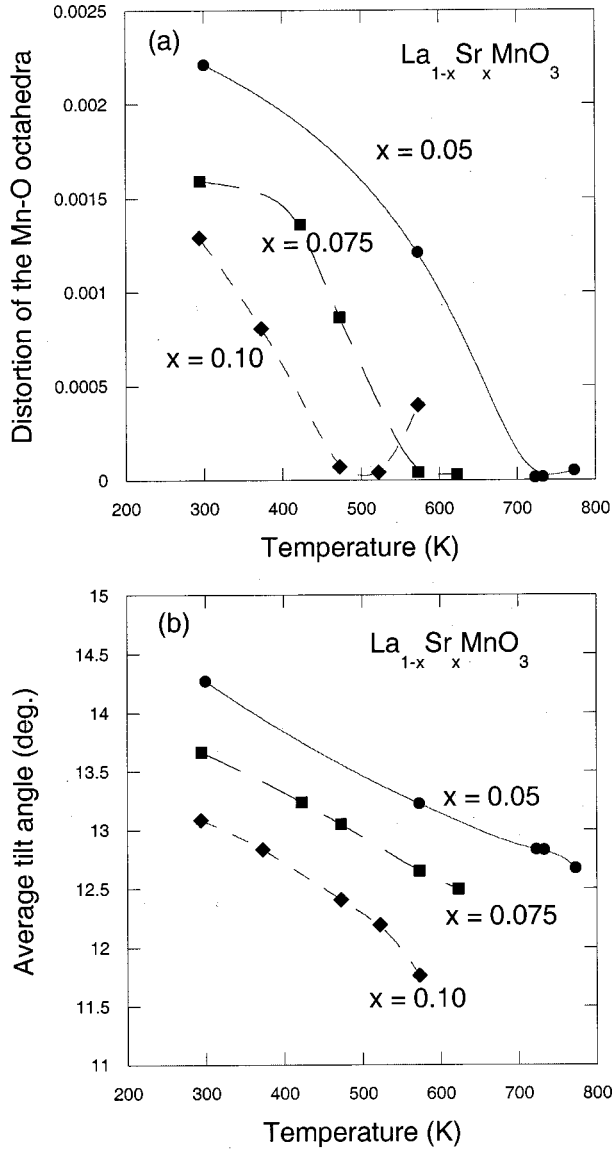 (a)
La1-xSrxMnO3
Distortion of the Mn-O octahedra
0.0025
0.002
0.0015
0.001
0.0005
0
x = 0.05
x = 0.075
x = 0.10
200 300 400 500 600 700 800
Temperature (K)
(b)
La1-xSrxMnO3
Average tilt angle (deg.)
15
14.5
14
13.5
13
12.5
12
11.5
11
x = 0.05
x = 0.075
x = 0.10
200 300 400 500 600 700 800
Temperature (K)